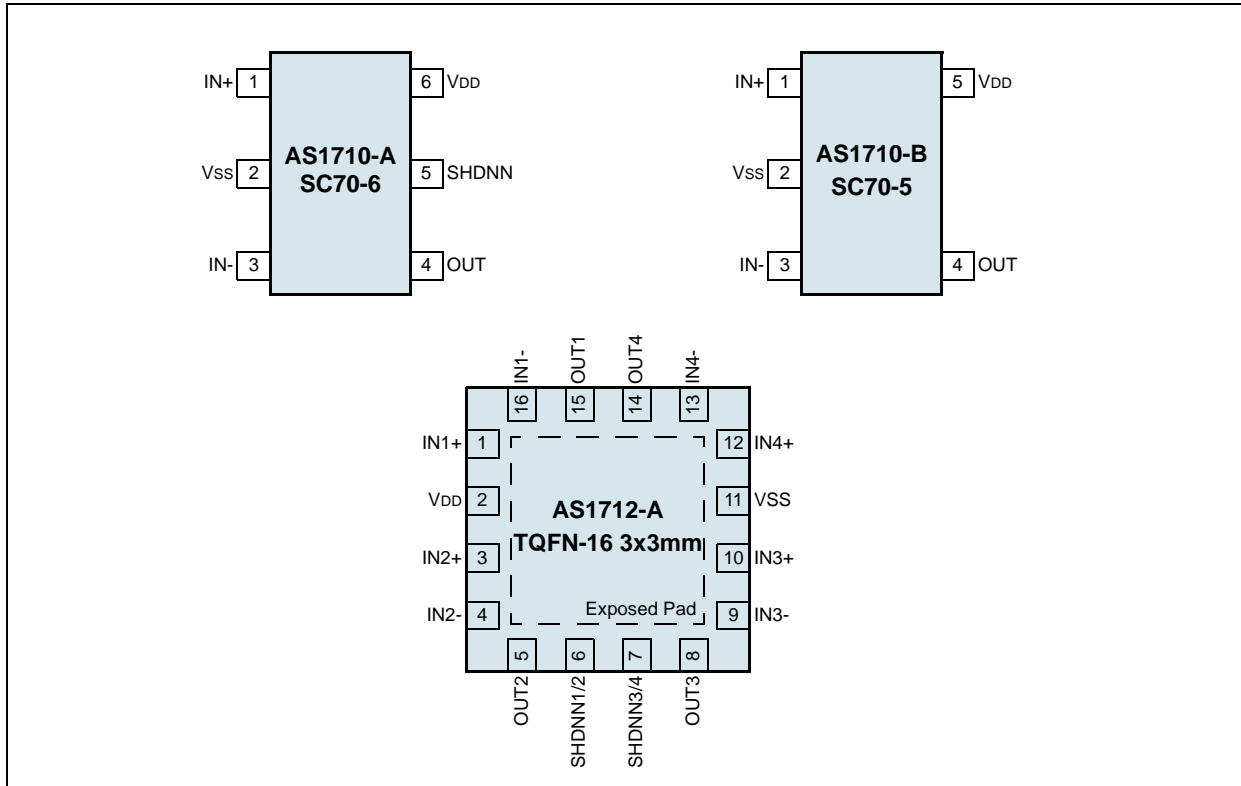 IN+ 1
6 VDD
AS1710-A
SC70-6
VSS 2
5 SHDNN
IN- 3
4 OUT
IN+ 1
5 VDD
AS1710-B
SC70-5
VSS 2
IN- 3
4 OUT
IN1-
OUT1
OUT4
IN4-
16
15
14
13
IN1+ 1
12 IN4+
VDD 2
11 VSS
AS1712-A
TQFN-16 3x3mm
IN2+ 3
10 IN3+
IN2- 4
9 IN3-
Exposed Pad
5
6
7
8
OUT2
SHDNN1/2
SHDNN3/4
OUT3